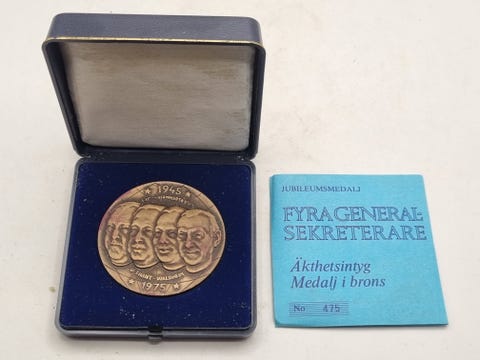 1945
1975
JUBILEUMSMEDALJ
FYRA GENERAL-
SEKRETERARE
Äkthetsintyg
Medalj i brons
No 475